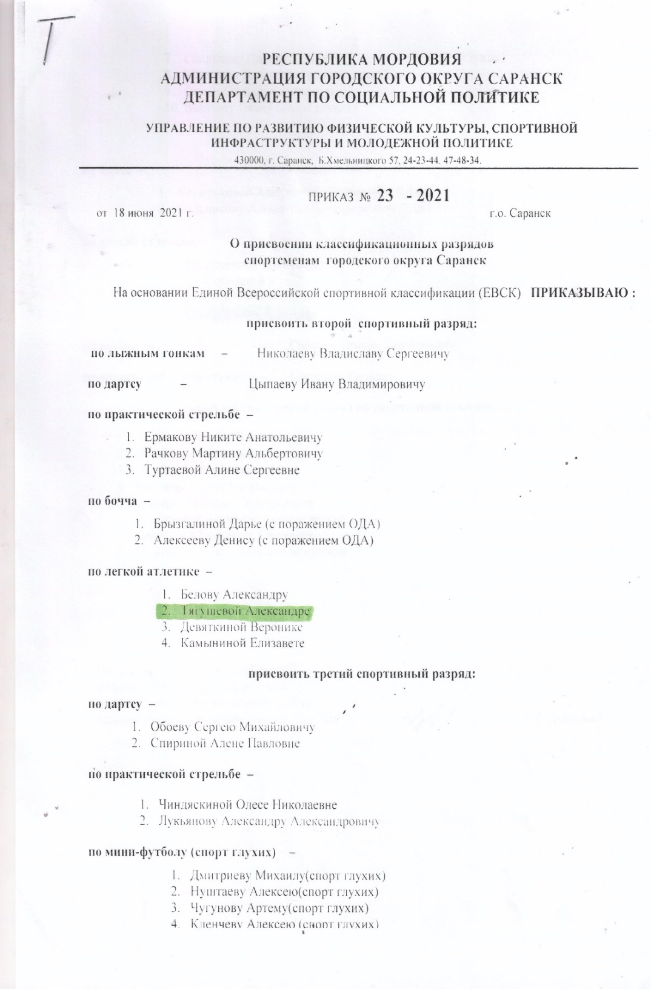 Т
РЕСПУБЛИКА МОРДОВИЯ
АДМИНИСТРАЦИЯ ГОРОДСКОГО ОКРУГА САРАНСК
ДЕПАРТАМЕНТ ПО СОЦИАЛЬНОЙ ПОЛИТИКЕ
УПРАВЛЕНИЕ ПО РАЗВИТИЮ ФИЗИЧЕСКОЙ КУЛЬТУРЫ, СПОРТИВНОЙ
ИНФРАСТРУКТУРЫ И МОЛОДЕЖНОЙ ПОЛИТИКЕ
430000, г. Саранск, Б.Хмельницкого 57, 24-23-44. 47-48-34.
ПРИКАЗ № 23 - 2021
от 18 июня 2021 г. г.о. Саранск
О присвоении классификационных разрядов
спортсменам городского округа Саранск
На основании Единой Всероссийской спортивной классификации (ЕВСК) ПРИКАЗЫВАЮ :
присвоить второй спортивный разряд:
по лыжным гонкам – Николаеву Владиславу Сергеевичу
по дартсу – Цыпаеву Ивану Владимировичу
по практической стрельбе –
1. Ермакову Никите Анатольевичу
2. Рачкову Мартину Альбертовичу
3. Туртаевой Алине Сергеевне
по бочча –
1. Брызгалиной Дарье (с поражением ОДА)
2. Алексееву Денису (с поражением ОДА)
по легкой атлетике –
1. Белову Александру
2. Тягушевой Александре
3. Девяткиной Веронике
4. Камыниной Елизавете
присвоить третий спортивный разряд:
по дартсу –
1. Обоеву Сергею Михайловичу
2. Спириной Алене Павловне
по практической стрельбе –
1. Чиндяскиной Олесе Николаевне
2. Лукьянову Александру Александровичу
по мини-футболу (спорт глухих) –
1. Дмитриеву Михаилу(спорт глухих)
2. Нуштаеву Алексею(спорт глухих)
3. Чугунову Артему(спорт глухих)
4. Кленчеву Алексею (спорт глухих)